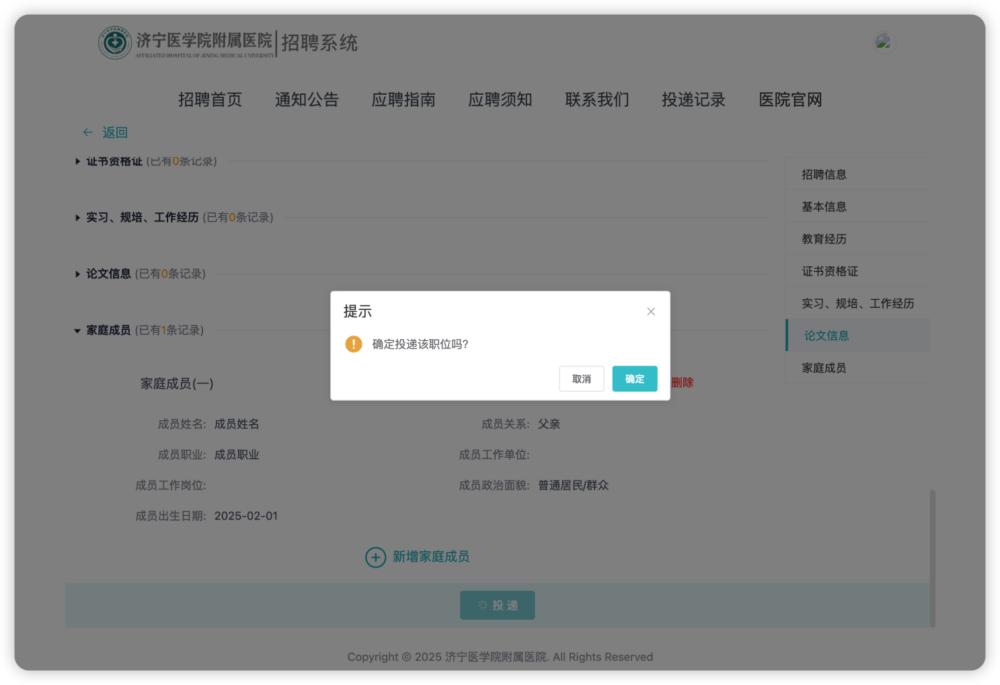 济宁医学院附属医院 招聘系统
AFFILIATED HOSPITAL OF JINING MEDICAL UNIVERSITY
招聘首页 通知公告 应聘指南 应聘须知 联系我们 投递记录 医院官网
← 返回
证书资格证 (已有0条记录)
实习、规培、工作经历 (已有0条记录)
论文信息 (已有0条记录)
家庭成员 (已有1条记录)
家庭成员(一)
删除
成员姓名: 成员姓名
成员关系: 父亲
成员职业: 成员职业
成员工作单位:
成员工作岗位:
成员政治面貌: 普通居民/群众
成员出生日期: 2025-02-01
新增家庭成员
投 递
招聘信息
基本信息
教育经历
证书资格证
实习、规培、工作经历
论文信息
家庭成员
提示
确定投递该职位吗?
取消
确定
Copyright © 2025 济宁医学院附属医院. All Rights Reserved